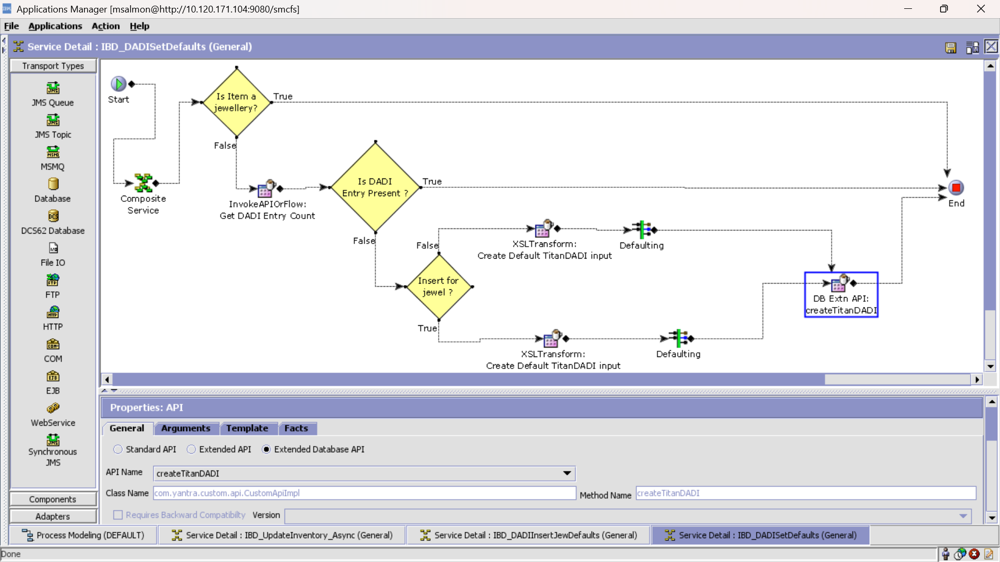 Applications Manager [msalmon@http://10.120.171.104:9080/smcfs]
File Applications Action Help
Service Detail : IBD_DADISetDefaults (General)
Transport Types
JMS Queue
JMS Topic
MSMQ
Database
DCS62 Database
File IO
FTP
HTTP
COM
EJB
WebService
Synchronous
JMS
Components
Adapters
Start
Composite
Service
Is Item a
jewellery?
True
False
InvokeAPIOrFlow:
Get DADI Entry Count
Is DADI
Entry Present ?
True
False
End
False
Insert for
jewel ?
True
XSLTransform:
Create Default TitanDADI input
Defaulting
DB Extn API:
createTitanDADI
XSLTransform:
Create Default TitanDADI input
Defaulting
Properties: API
General Arguments Template Facts
Standard API Extended API Extended Database API
API Name createTitanDADI
Class Name com.yantra.custom.api.CustomApiImpl Method Name createTitanDADI
Requires Backward Compatibilty Version
Process Modeling (DEFAULT) Service Detail : IBD_UpdateInventory_Async (General) Service Detail : IBD_DADIInsertJewDefaults (General) Service Detail : IBD_DADISetDefaults (General)
Done